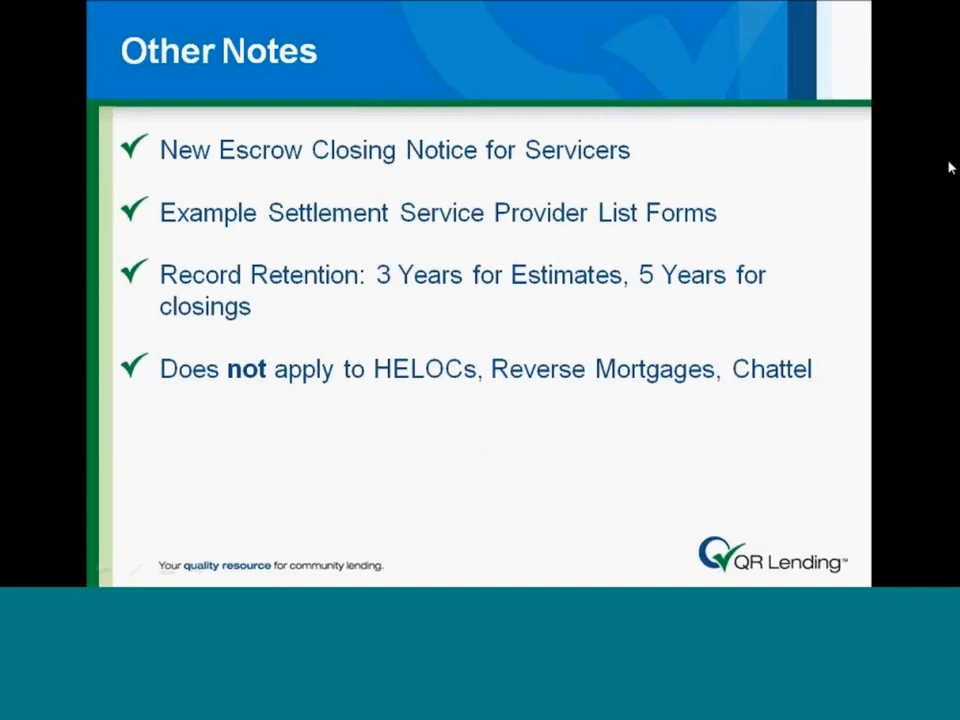 Other Notes
New Escrow Closing Notice for Servicers
Example Settlement Service Provider List Forms
Record Retention: 3 Years for Estimates, 5 Years for
closings
Does not apply to HELOCs, Reverse Mortgages, Chattel
Your quality resource for community lending.
QR Lending™